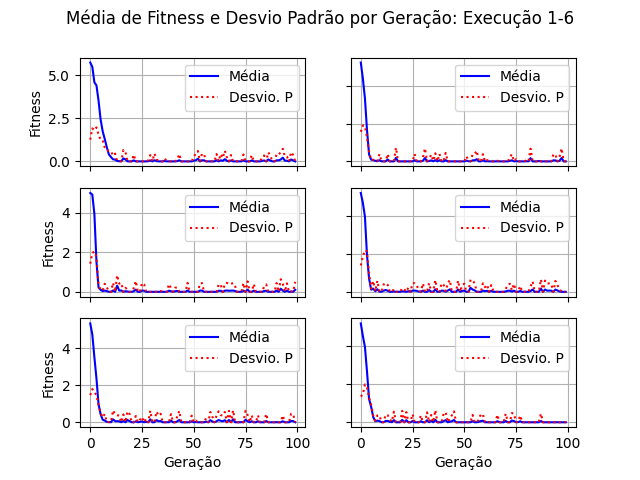 Média de Fitness e Desvio Padrão por Geração: Execução 1-6
Fitness
5.0
2.5
0.0
Média
Desvio. P
Média
Desvio. P
Fitness
4
2
0
Média
Desvio. P
Média
Desvio. P
Fitness
4
2
0
Média
Desvio. P
Média
Desvio. P
0 25 50 75 100
0 25 50 75 100
Geração
Geração